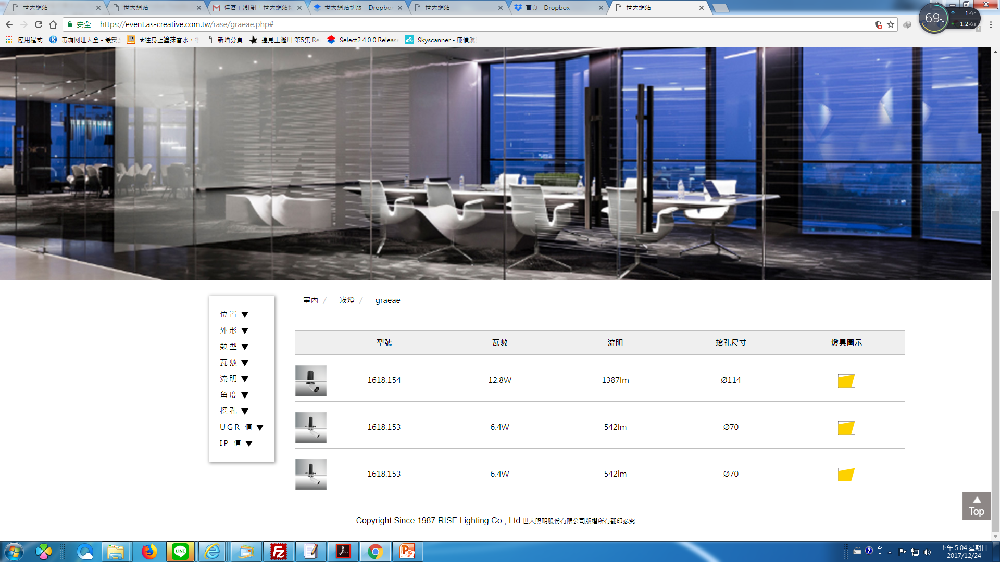 世大網站
世大網站
佳容 已針對「世大網站切
世大網站切版 – Dropbox
世大網站
首頁 - Dropbox
世大網站
安全
https://event.as-creative.com.tw/rase/graeae.php#
69%
1K/s
1.2K/s
應用程式
毒霸网址大全 - 最安全
★往身上塗抹香水，
新增分頁
遇見王瀝川 第5集 Re
Select2 4.0.0 Release
Skyscanner - 廉價航
室內 /
崁燈 /
graeae
位置 ▼
外形 ▼
類型 ▼
瓦數 ▼
流明 ▼
角度 ▼
挖孔 ▼
UGR 值 ▼
IP 值 ▼
型號 瓦數 流明 挖孔尺寸 燈具圖示
1618.154 12.8W 1387lm Ø114
1618.153 6.4W 542lm Ø70
1618.153 6.4W 542lm Ø70
Top
Copyright Since 1987 RISE Lighting Co., Ltd.世大照明股份有限公司版權所有翻印必究
LINE
下午 5:04 星期日
2017/12/24